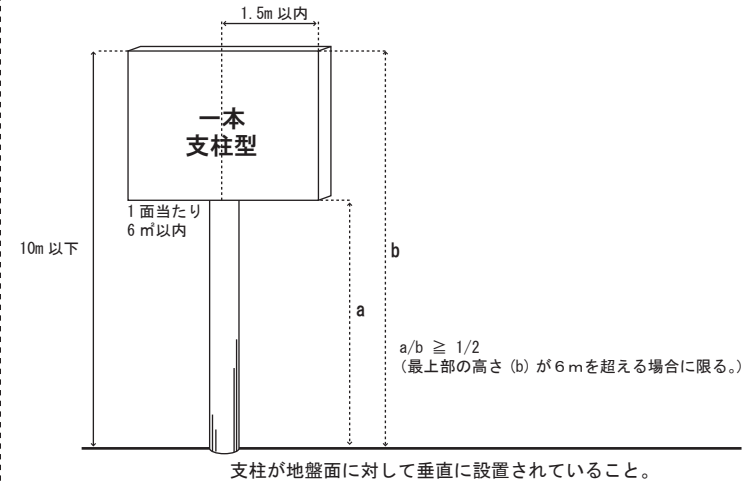 1.5m 以内
一本
支柱型
1 面当たり
6 ㎡以内
10m 以下
b
a
a/b ≧ 1/2
(最上部の高さ (b) が６ｍを超える場合に限る。)
支柱が地盤面に対して垂直に設置されていること。